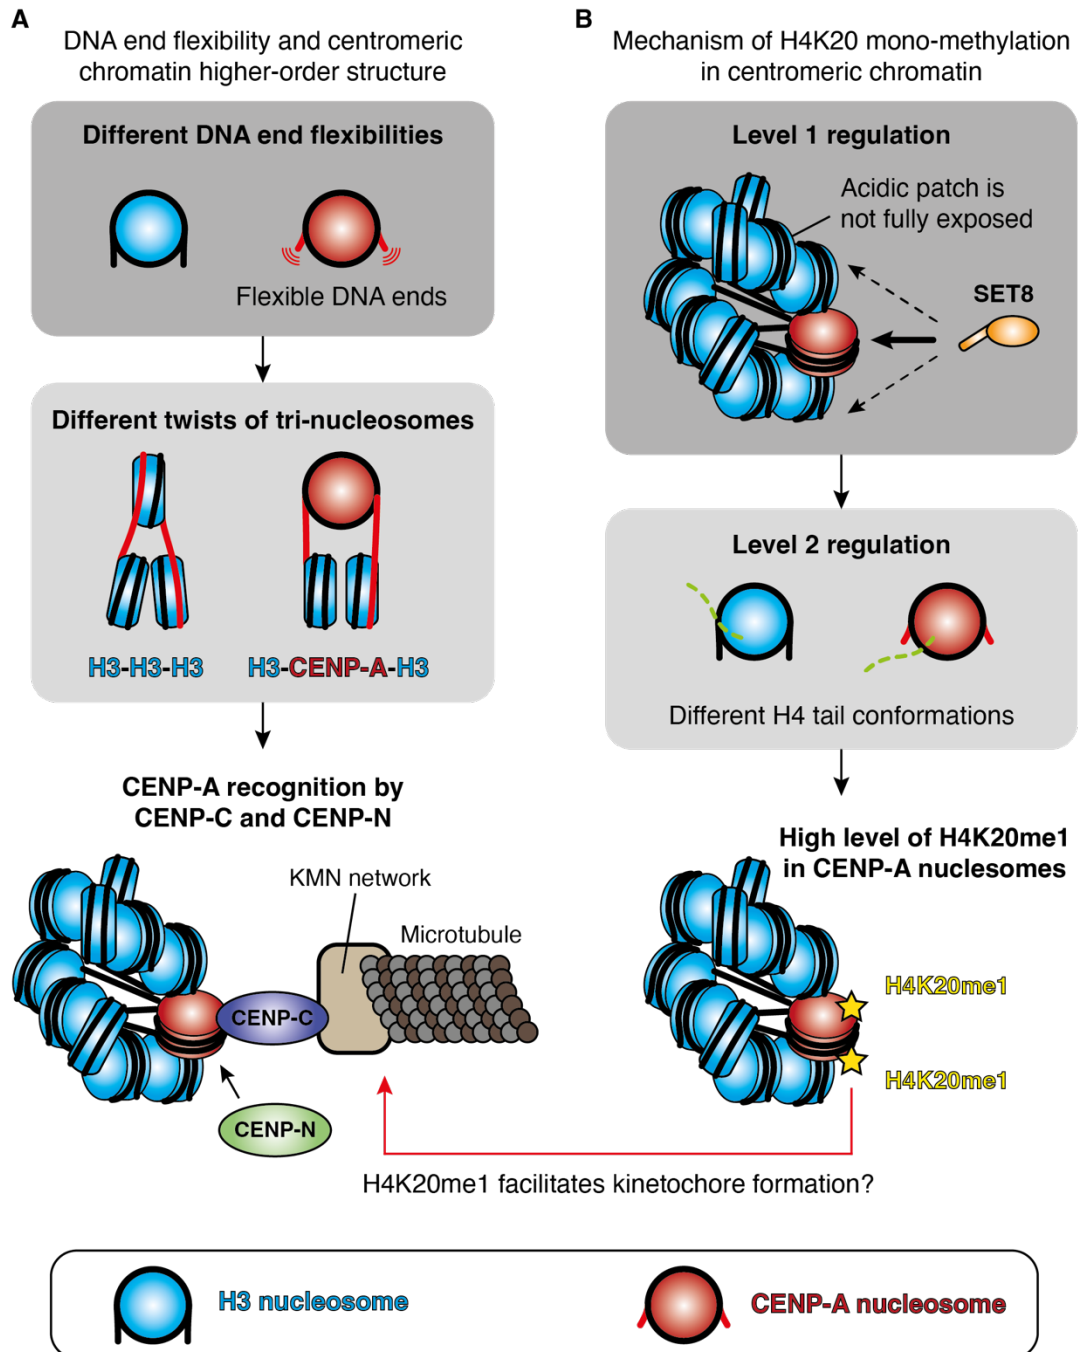 A
DNA end flexibility and centromeric
chromatin higher-order structure
Different DNA end flexibilities
Flexible DNA ends
Different twists of tri-nucleosomes
H3-H3-H3
H3-CENP-A-H3
CENP-A recognition by
CENP-C and CENP-N
KMN network
Microtubule
CENP-C
CENP-N
B
Mechanism of H4K20 mono-methylation
in centromeric chromatin
Level 1 regulation
Acidic patch is
not fully exposed
SET8
Level 2 regulation
Different H4 tail conformations
High level of H4K20me1
in CENP-A nuclesomes
H4K20me1
H4K20me1
H4K20me1 facilitates kinetochore formation?
H3 nucleosome
CENP-A nucleosome